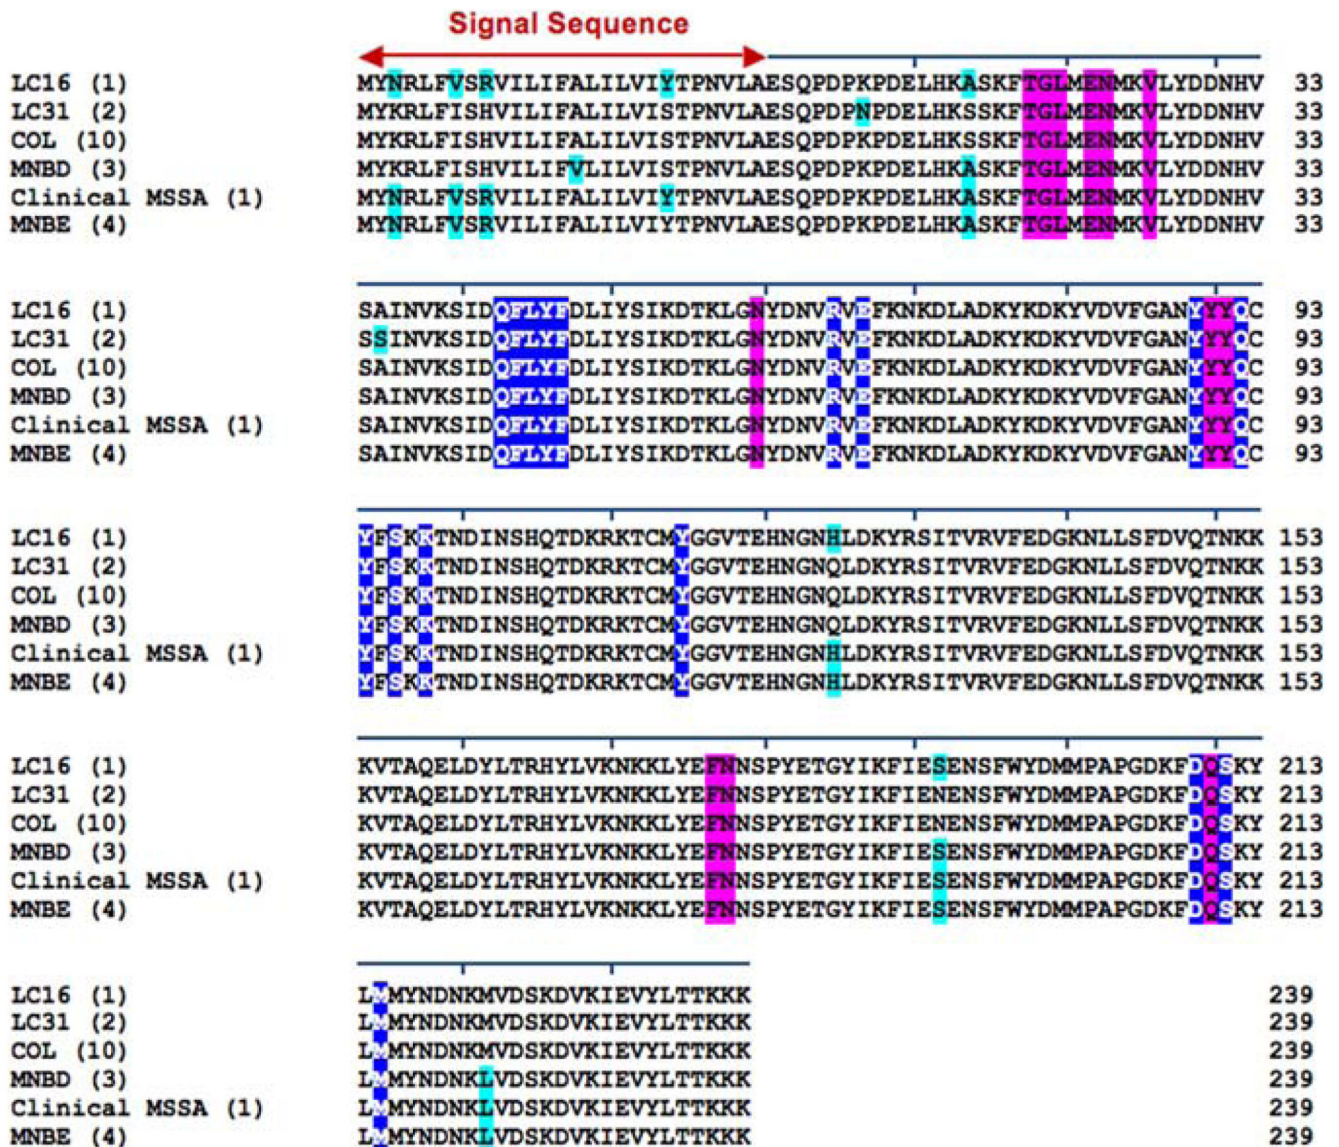 Signal Sequence
LC16 (1) MYNRLFVSRVILIFALILVIYTPNVLAESQPDPKPDELHKASKFTGLMENMKVLYDDNHV 33
LC31 (2) MYKRLFISHVILIFALILVISTPNVLAESQPDPNPDELHKSSKFTGLMENMKVLYDDNHV 33
COL (10) MYKRLFISHVILIFALILVISTPNVLAESQPDPKPDELHKSSKFTGLMENMKVLYDDNHV 33
MNBD (3) MYKRLFISHVILIFVLILVISTPNVLAESQPDPKPDELHKASKFTGLMENMKVLYDDNHV 33
Clinical MSSA (1) MYNRLFVSRVILIFALILVIYTPNVLAESQPDPKPDELHKASKFTGLMENMKVLYDDNHV 33
MNBE (4) MYNRLFVSRVILIFALILVIYTPNVLAESQPDPKPDELHKASKFTGLMENMKVLYDDNHV 33
LC16 (1) SAINVKSIDQFLYFDLIYSIKDTKLGNYDNVRVEFKNKDLADKYKDKYVDVFGANYYYQC 93
LC31 (2) SSINVKSIDQFLYFDLIYSIKDTKLGNYDNVRVEFKNKDLADKYKDKYVDVFGANYYYQC 93
COL (10) SAINVKSIDQFLYFDLIYSIKDTKLGNYDNVRVEFKNKDLADKYKDKYVDVFGANYYYQC 93
MNBD (3) SAINVKSIDQFLYFDLIYSIKDTKLGNYDNVRVEFKNKDLADKYKDKYVDVFGANYYYQC 93
Clinical MSSA (1) SAINVKSIDQFLYFDLIYSIKDTKLGNYDNVRVEFKNKDLADKYKDKYVDVFGANYYYQC 93
MNBE (4) SAINVKSIDQFLYFDLIYSIKDTKLGNYDNVRVEFKNKDLADKYKDKYVDVFGANYYYQC 93
LC16 (1) YFSKKTNDINSHQTDKRKTCMYGGVTEHNGNHLDKYRSITVRVFEDGKNLLSFDVQTNKK 153
LC31 (2) YFSKKTNDINSHQTDKRKTCMYGGVTEHNGNQLDKYRSITVRVFEDGKNLLSFDVQTNKK 153
COL (10) YFSKKTNDINSHQTDKRKTCMYGGVTEHNGNQLDKYRSITVRVFEDGKNLLSFDVQTNKK 153
MNBD (3) YFSKKTNDINSHQTDKRKTCMYGGVTEHNGNQLDKYRSITVRVFEDGKNLLSFDVQTNKK 153
Clinical MSSA (1) YFSKKTNDINSHQTDKRKTCMYGGVTEHNGNHLDKYRSITVRVFEDGKNLLSFDVQTNKK 153
MNBE (4) YFSKKTNDINSHQTDKRKTCMYGGVTEHNGNHLDKYRSITVRVFEDGKNLLSFDVQTNKK 153
LC16 (1) KVTAQELDYLTRHYLVKNKKLYEFNNSPYETGYIKFIESENSFWYDMMPAPGDKFDQSKY 213
LC31 (2) KVTAQELDYLTRHYLVKNKKLYEFNNSPYETGYIKFIENENSFWYDMMPAPGDKFDQSKY 213
COL (10) KVTAQELDYLTRHYLVKNKKLYEFNNSPYETGYIKFIENENSFWYDMMPAPGDKFDQSKY 213
MNBD (3) KVTAQELDYLTRHYLVKNKKLYEFNNSPYETGYIKFIESENSFWYDMMPAPGDKFDQSKY 213
Clinical MSSA (1) KVTAQELDYLTRHYLVKNKKLYEFNNSPYETGYIKFIESENSFWYDMMPAPGDKFDQSKY 213
MNBE (4) KVTAQELDYLTRHYLVKNKKLYEFNNSPYETGYIKFIESENSFWYDMMPAPGDKFDQSKY 213
LC16 (1) LMMYNDNKMVDSKDVKIEVYLTTKKK 239
LC31 (2) LMMYNDNKMVDSKDVKIEVYLTTKKK 239
COL (10) LMMYNDNKMVDSKDVKIEVYLTTKKK 239
MNBD (3) LMMYNDNKLVDSKDVKIEVYLTTKKK 239
Clinical MSSA (1) LMMYNDNKLVDSKDVKIEVYLTTKKK 239
MNBE (4) LMMYNDNKLVDSKDVKIEVYLTTKKK 239